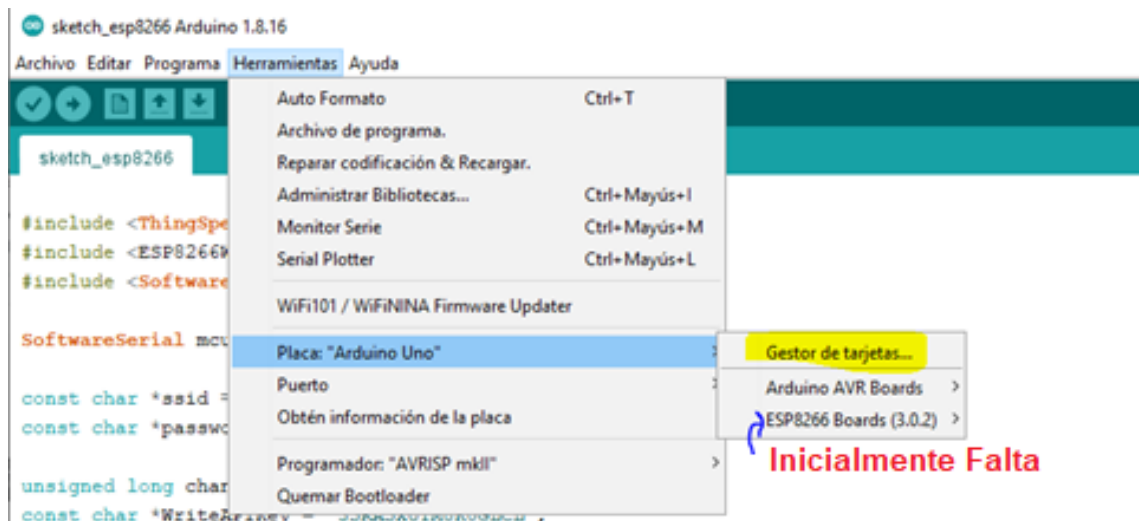 sketch_esp8266 Arduino 1.8.16
Archivo Editar Programa Herramientas Ayuda
Auto Formato Ctrl+T
Archivo de programa.
sketch_esp8266
Reparar codificación & Recargar.
Administrar Bibliotecas... Ctrl+Mayús+I
#include <ThingSpe
Monitor Serie Ctrl+Mayús+M
#include <ESP8266W
Serial Plotter Ctrl+Mayús+L
#include <Software
WiFi101 / WiFiNINA Firmware Updater
SoftwareSerial mcu
Placa: "Arduino Uno" Gestor de tarjetas...
Puerto Arduino AVR Boards
const char *ssid =
Obtén información de la placa ESP8266 Boards (3.0.2)
const char *passwo
Programador: "AVRISP mkII" Inicialmente Falta
unsigned long char
Quemar Bootloader
const char *WriteApiKey =